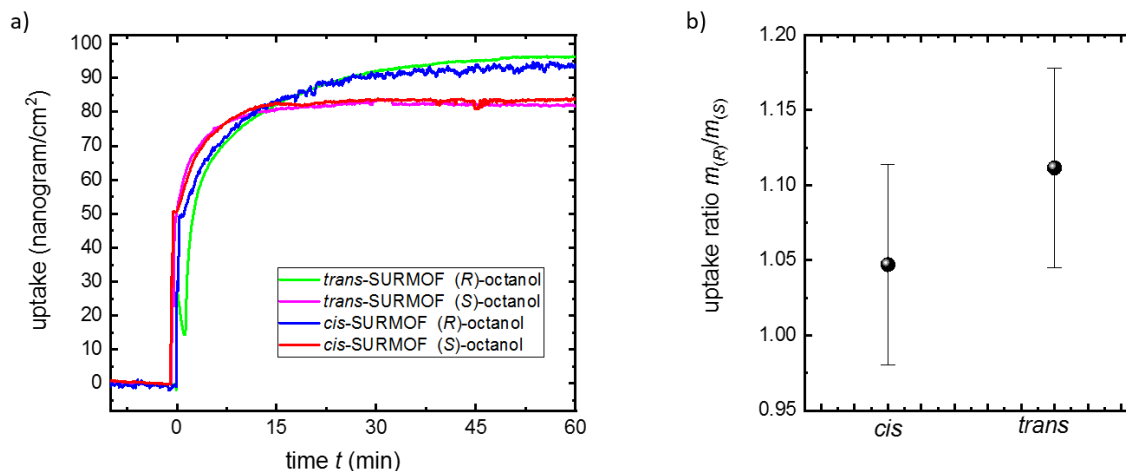 a)
uptake (nanogram/cm²)
100
90
80
70
60
50
40
30
20
10
0
trans-SURMOF (R)-octanol
trans-SURMOF (S)-octanol
cis-SURMOF (R)-octanol
cis-SURMOF (S)-octanol
0 15 30 45 60
time t (min)
b)
uptake ratio m(R)/m(S)
1.20
1.15
1.10
1.05
1.00
0.95
cis trans